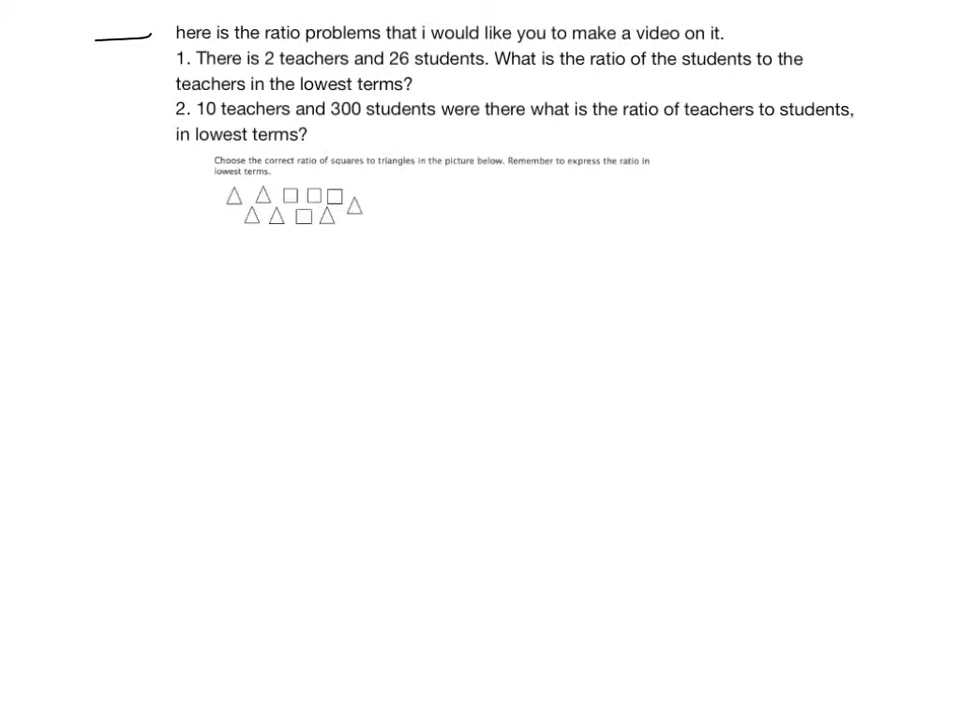 here is the ratio problems that i would like you to make a video on it.
1. There is 2 teachers and 26 students. What is the ratio of the students to the
teachers in the lowest terms?
2. 10 teachers and 300 students were there what is the ratio of teachers to students,
in lowest terms?
Choose the correct ratio of squares to triangles in the picture below. Remember to express the ratio in
lowest terms.